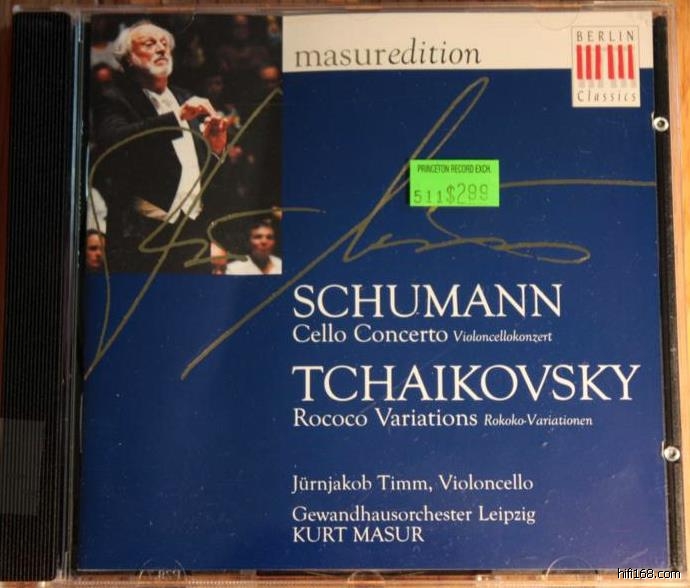 masuredition
BERLIN
Classics
PRINCETON RECORD EXCH.
511$2.99
SCHUMANN
Cello Concerto Violoncellokonzert
TCHAIKOVSKY
Rococo Variations Rokoko-Variationen
Jürnjakob Timm, Violoncello
Gewandhausorchester Leipzig
KURT MASUR
hifi168.com